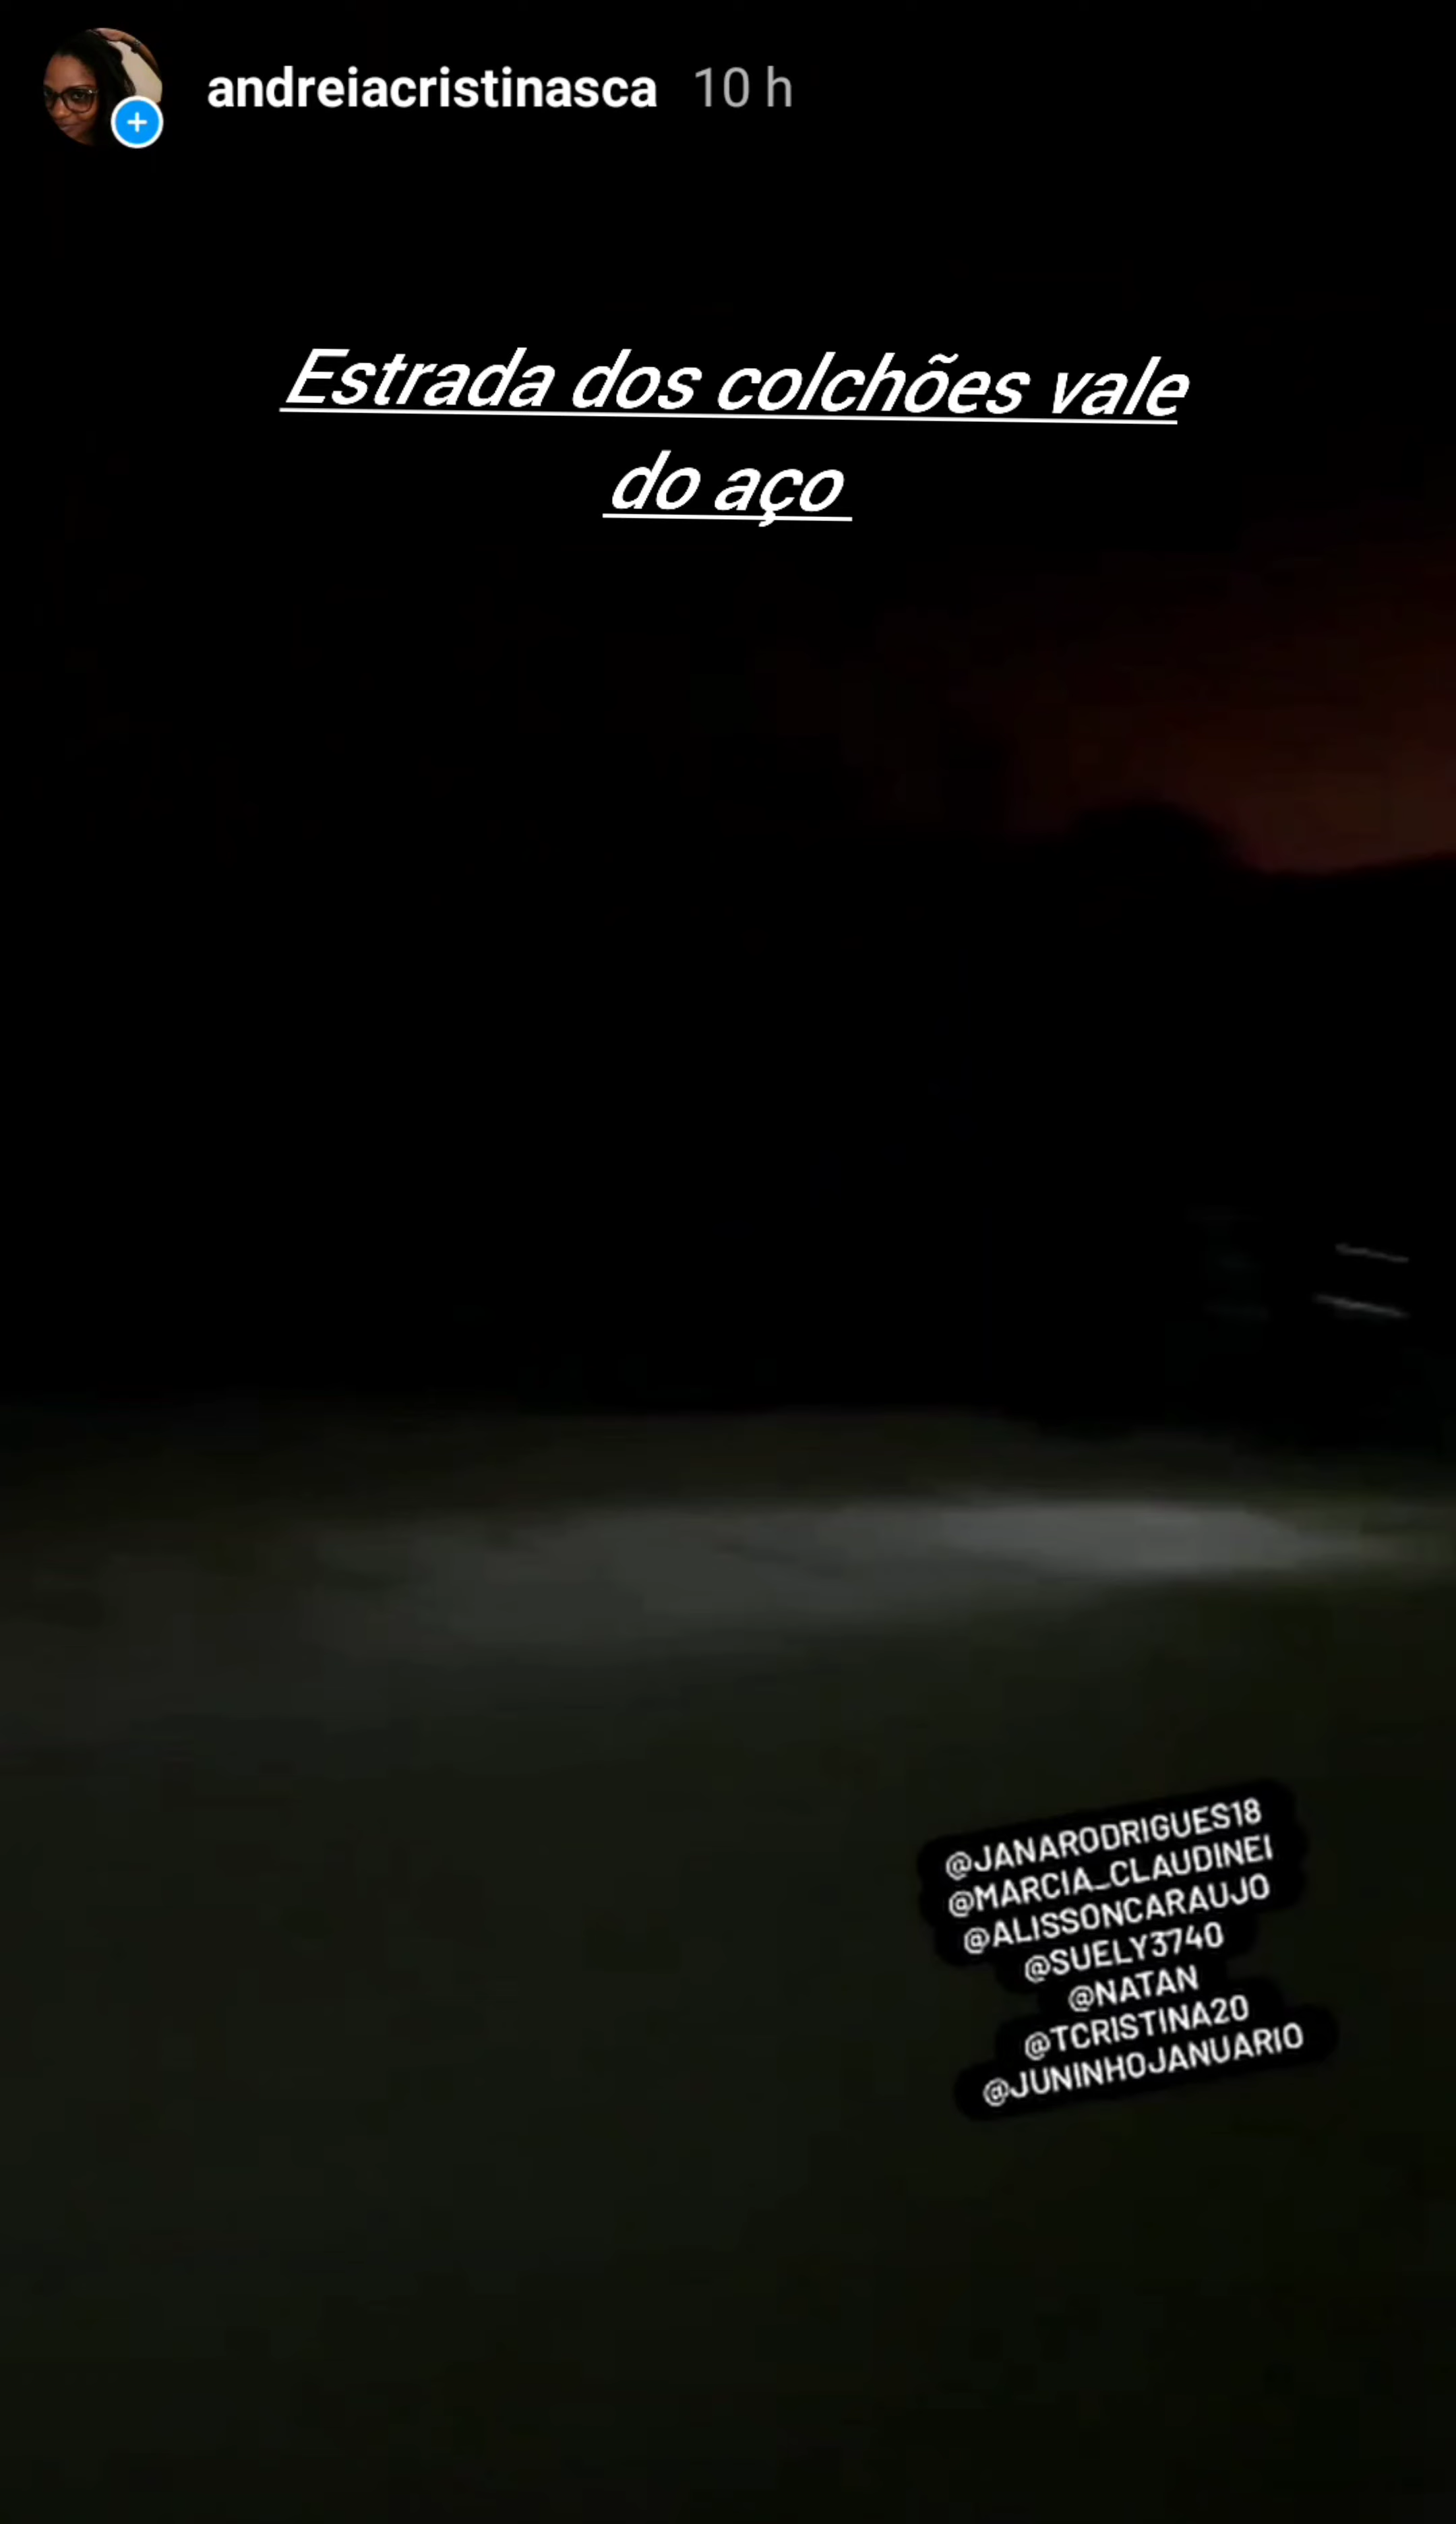 andreiacristinasca 10 h
Estrada dos colchões vale
do aço
@JANARODRIGUES18
@MARCIA_CLAUDINEI
@ALISSONCARAUJO
@SUELY3740
@NATAN
@TCRISTINA20
@JUNINHOJANUARIO